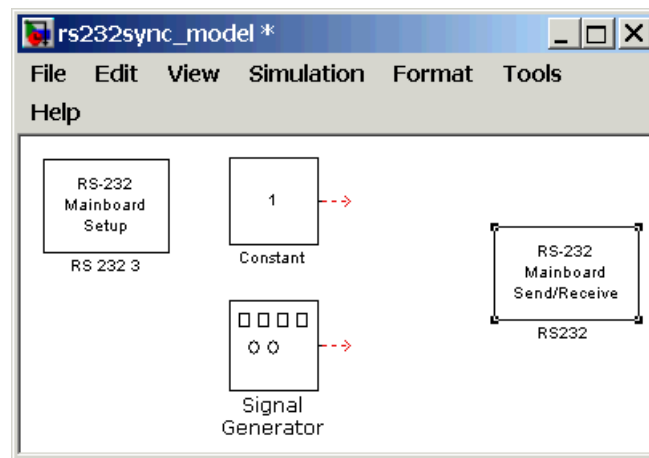 rs232sync_model *
File Edit View Simulation Format Tools
Help
RS-232
Mainboard
Setup
RS 232 3
1
Constant
RS-232
Mainboard
Send/Receive
RS232
Signal
Generator